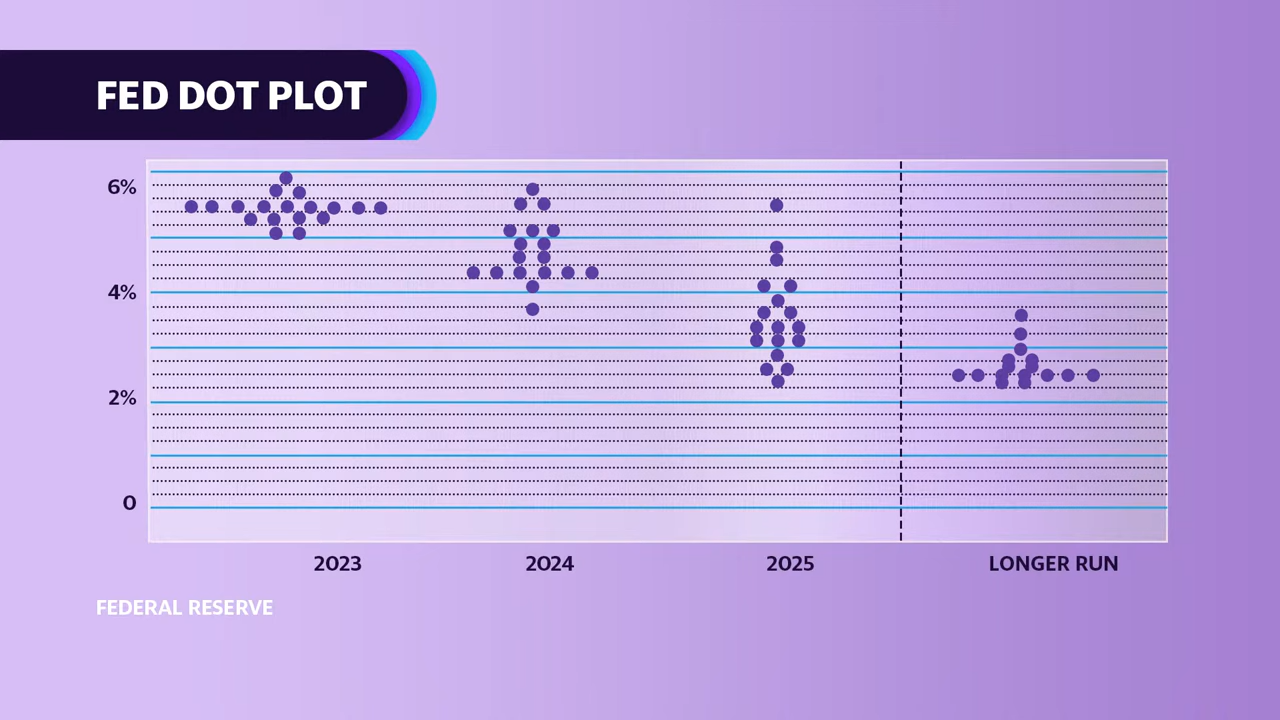 FED DOT PLOT
6%
4%
2%
0
2023
2024
2025
LONGER RUN
FEDERAL RESERVE